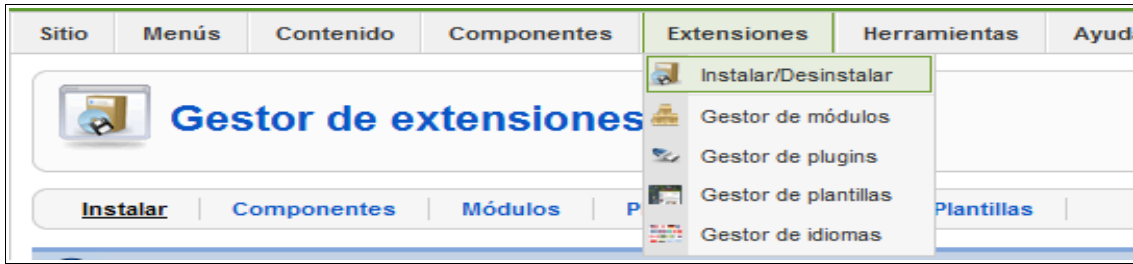 Sitio Menús Contenido Componentes Extensiones Herramientas
Instalar/Desinstalar
Gestor de extensiones
Gestor de módulos
Gestor de plugins
Gestor de plantillas
Instalar Componentes Módulos Plantillas
Gestor de idiomas